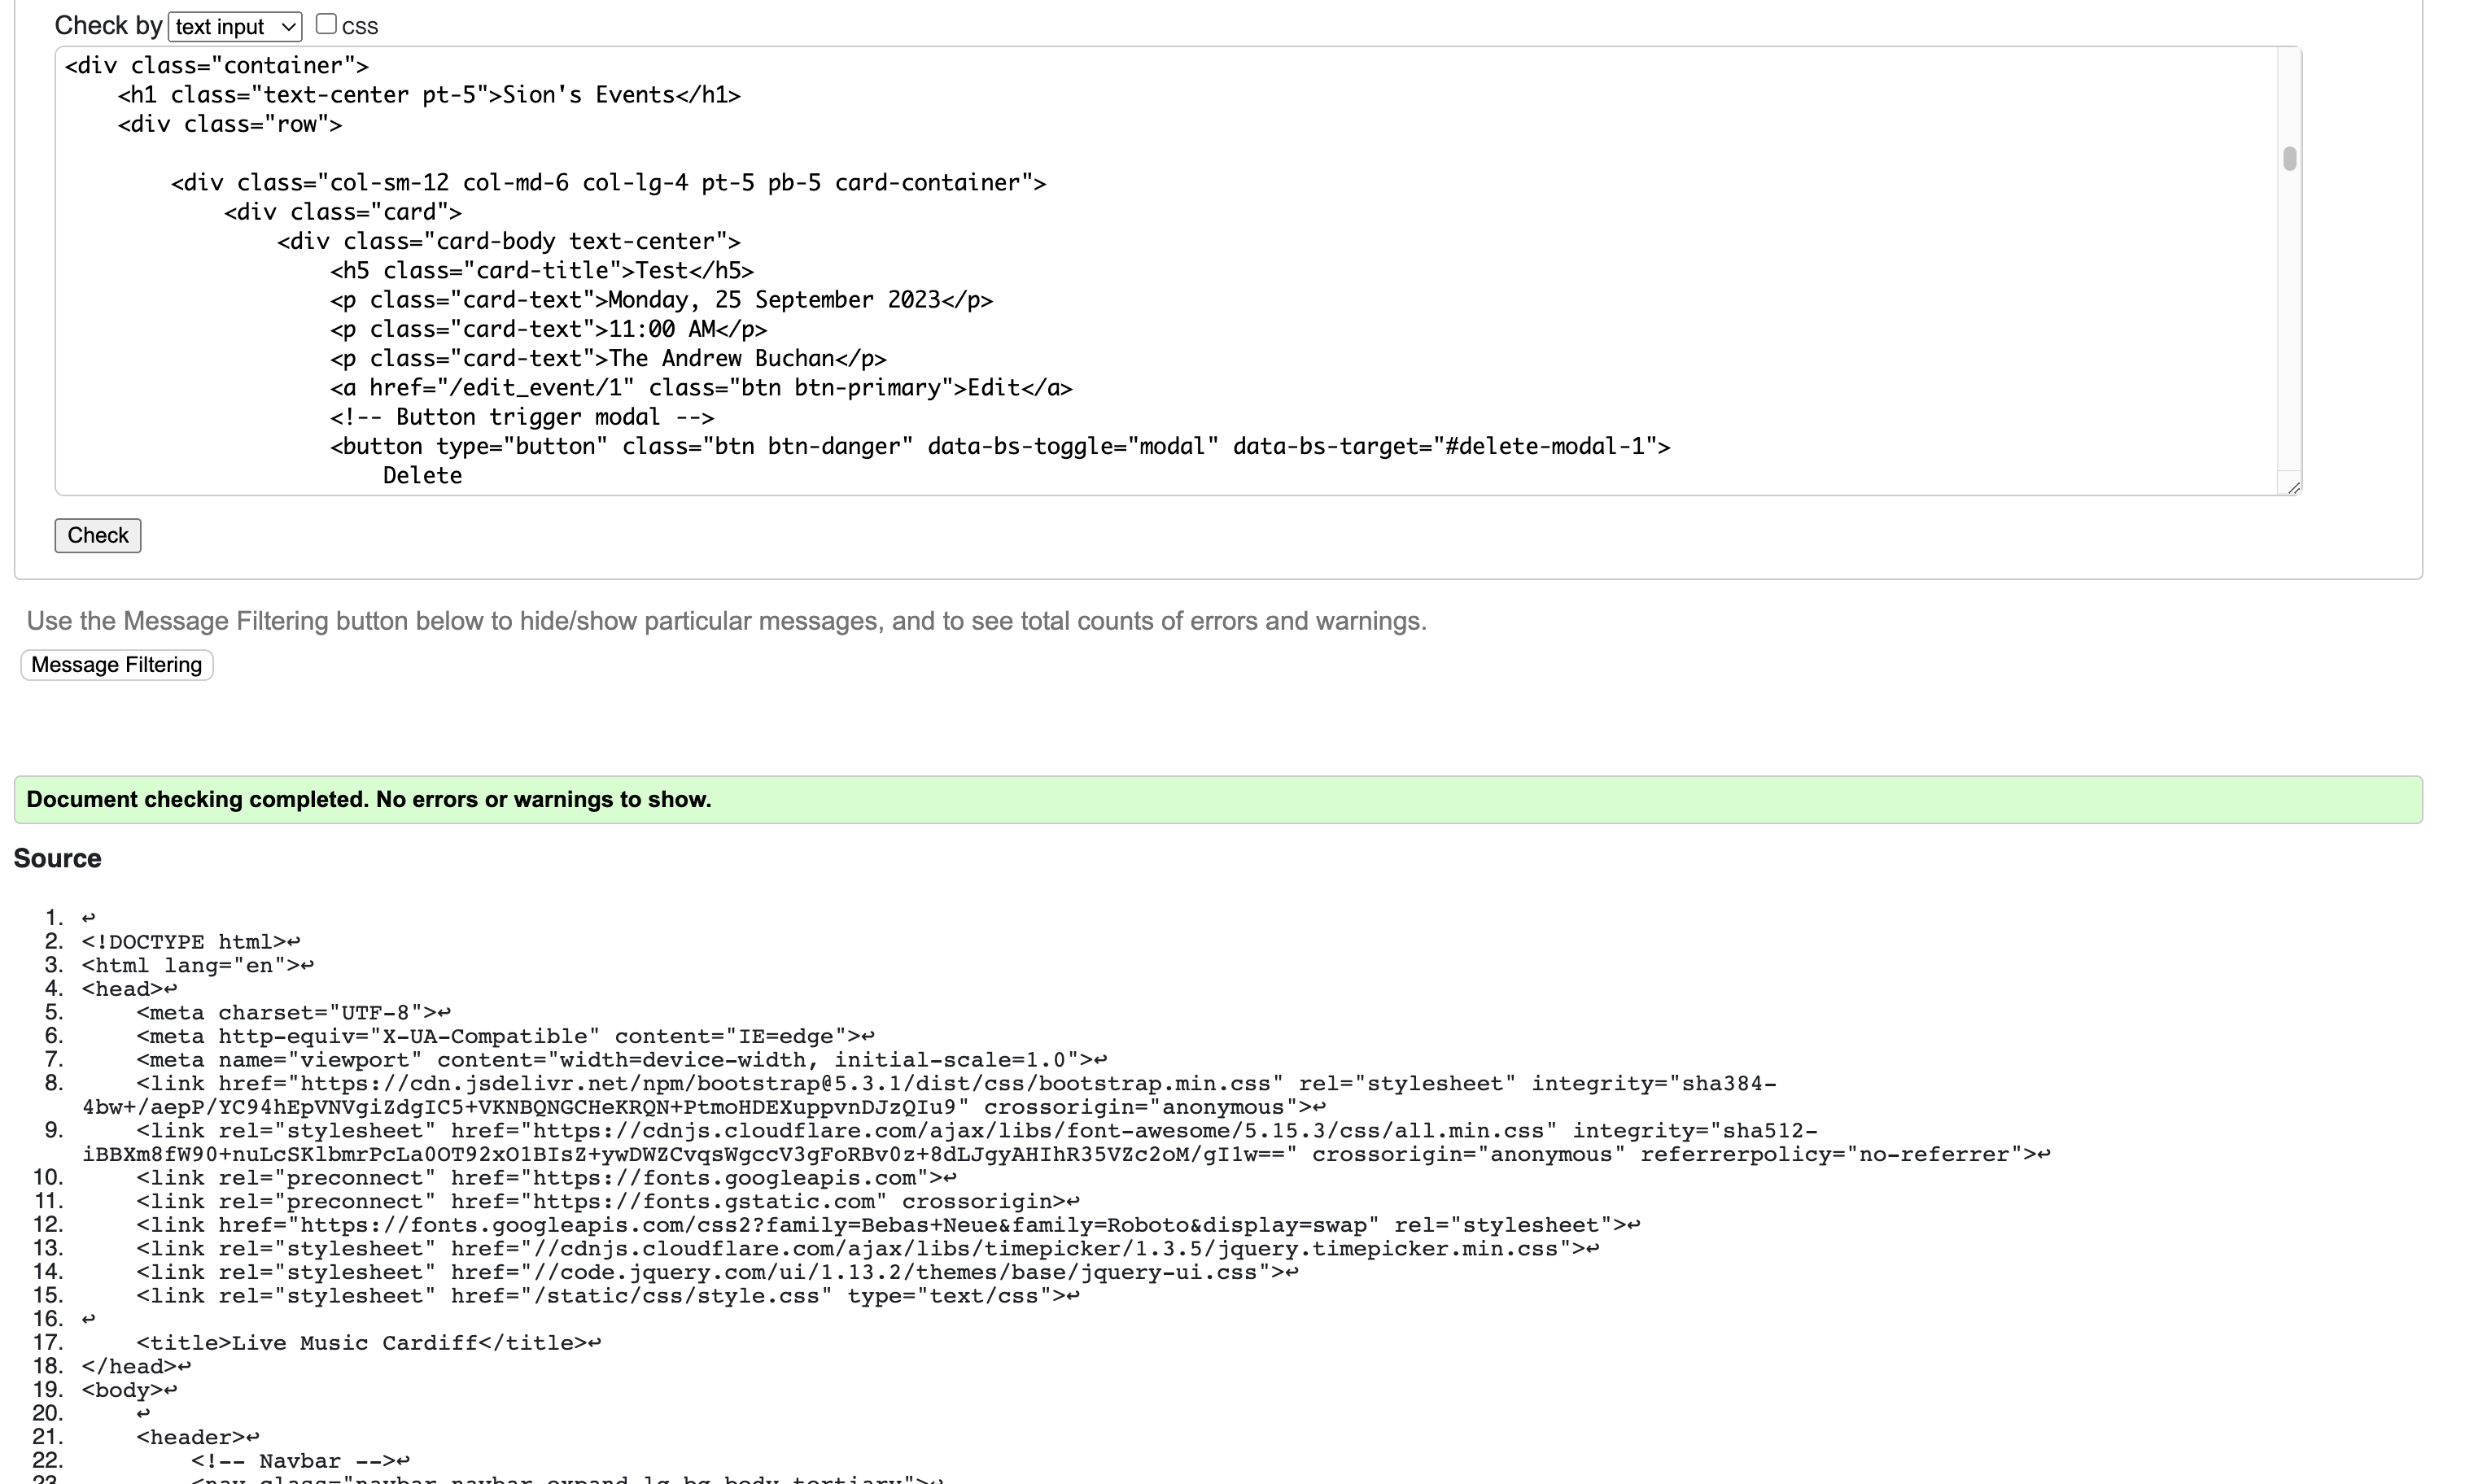 Check by text input CSS
<div class="container">
    <h1 class="text-center pt-5">Sion's Events</h1>
    <div class="row">
        <div class="col-sm-12 col-md-6 col-lg-4 pt-5 pb-5 card-container">
            <div class="card">
                <div class="card-body text-center">
                    <h5 class="card-title">Test</h5>
                    <p class="card-text">Monday, 25 September 2023</p>
                    <p class="card-text">11:00 AM</p>
                    <p class="card-text">The Andrew Buchan</p>
                    <a href="/edit_event/1" class="btn btn-primary">Edit</a>
                    <!-- Button trigger modal -->
                    <button type="button" class="btn btn-danger" data-bs-toggle="modal" data-bs-target="#delete-modal-1">
                        Delete
Check
Use the Message Filtering button below to hide/show particular messages, and to see total counts of errors and warnings.
Message Filtering
Document checking completed. No errors or warnings to show.
Source
1. ↩
2. <!DOCTYPE html>↩
3. <html lang="en">↩
4. <head>↩
5.     <meta charset="UTF-8">↩
6.     <meta http-equiv="X-UA-Compatible" content="IE=edge">↩
7.     <meta name="viewport" content="width=device-width, initial-scale=1.0">↩
8.     <link href="https://cdn.jsdelivr.net/npm/bootstrap@5.3.1/dist/css/bootstrap.min.css" rel="stylesheet" integrity="sha384-
4bw+/aepP/YC94hEpVNVgiZdgIC5+VKNBQNGCHeKRQN+PtmoHDEXuppvnDJzQIu9" crossorigin="anonymous">↩
9.     <link rel="stylesheet" href="https://cdnjs.cloudflare.com/ajax/libs/font-awesome/5.15.3/css/all.min.css" integrity="sha512-
iBBXm8fW90+nuLcSKlbmrPcLa0OT92xO1BIsZ+ywDWZCvqsWgccV3gFoRBv0z+8dLJgyAHIhR35VZc2oM/gI1w==" crossorigin="anonymous" referrerpolicy="no-referrer">↩
10.     <link rel="preconnect" href="https://fonts.googleapis.com">↩
11.     <link rel="preconnect" href="https://fonts.gstatic.com" crossorigin>↩
12.     <link href="https://fonts.googleapis.com/css2?family=Bebas+Neue&family=Roboto&display=swap" rel="stylesheet">↩
13.     <link rel="stylesheet" href="//cdnjs.cloudflare.com/ajax/libs/timepicker/1.3.5/jquery.timepicker.min.css">↩
14.     <link rel="stylesheet" href="//code.jquery.com/ui/1.13.2/themes/base/jquery-ui.css">↩
15.     <link rel="stylesheet" href="/static/css/style.css" type="text/css">↩
16. ↩
17.     <title>Live Music Cardiff</title>↩
18. </head>↩
19. <body>↩
20.     ↩
21.     <header>↩
22.         <!-- Navbar -->↩
23.         <nav class="navbar navbar-expand-lg bg-body-tertiary">↩